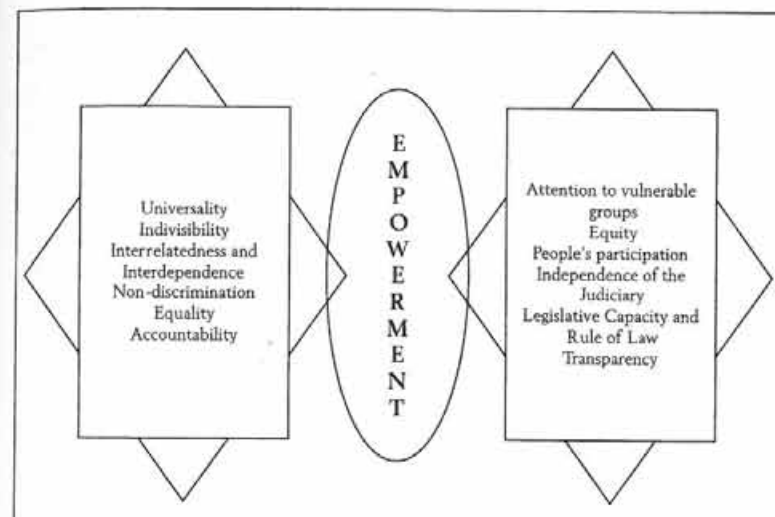 Universality
Indivisibility
Interrelatedness and
Interdependence
Non-discrimination
Equality
Accountability
EMPOWERMENT
Attention to vulnerable
groups
Equity
People's participation
Independence of the
Judiciary
Legislative Capacity and
Rule of Law
Transparency